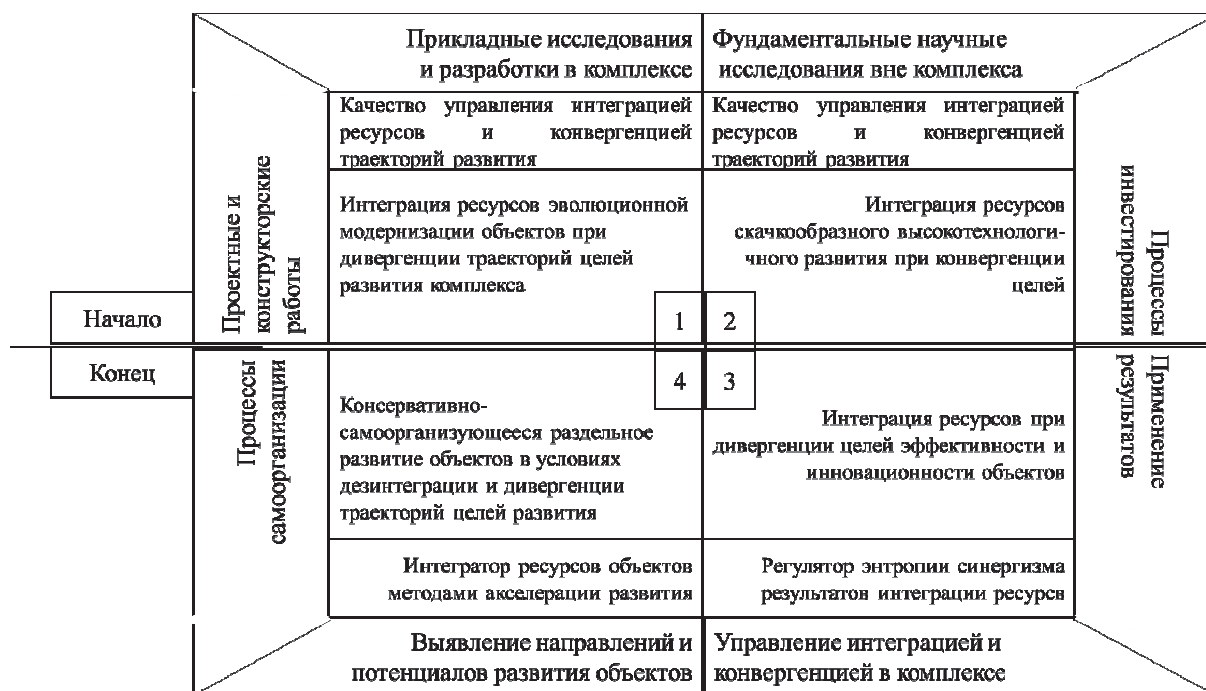 Прикладные исследования
и разработки в комплексе
Фундаментальные научные
исследования вне комплекса
Качество управления интеграцией
ресурсов и конвергенцией
траекторий развития
Качество управления интеграцией
ресурсов и конвергенцией
траекторий развития
Проектные и
конструкторские
работы
Интеграция ресурсов эволюционной
модернизации объектов при
дивергенции траекторий целей
развития комплекса
Интеграция ресурсов
скачкообразного высокотехнологи-
чного развития при конвергенции
целей
Процессы
инвестирования
Начало
1
2
Конец
4
3
Процессы
самоорганизации
Консервативно-
самоорганизующееся раздельное
развитие объектов в условиях
дезинтеграции и дивергенции
траекторий целей развития
Интеграция ресурсов при
дивергенции целей эффективности и
инновационности объектов
Применение
результатов
Интегратор ресурсов объектов
методами акселерации развития
Регулятор энтропии синергизма
результатов интеграции ресурсв
Выявление направлений и
потенциалов развития объектов
Управление интеграцией и
конвергенцией в комплексе